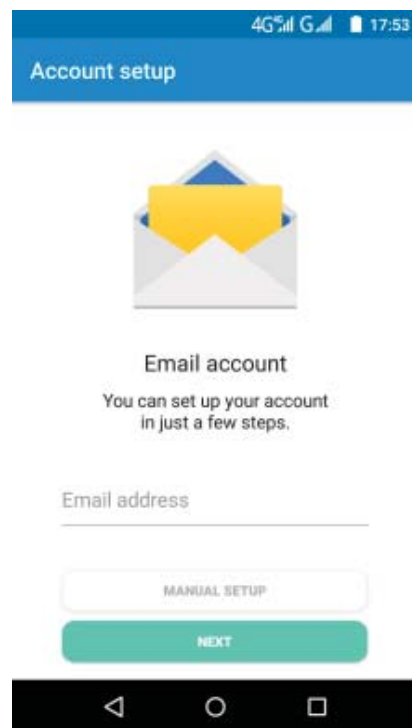 4G 4G G 17:53
Account setup
Email account
You can set up your account
in just a few steps.
Email address
MANUAL SETUP
NEXT